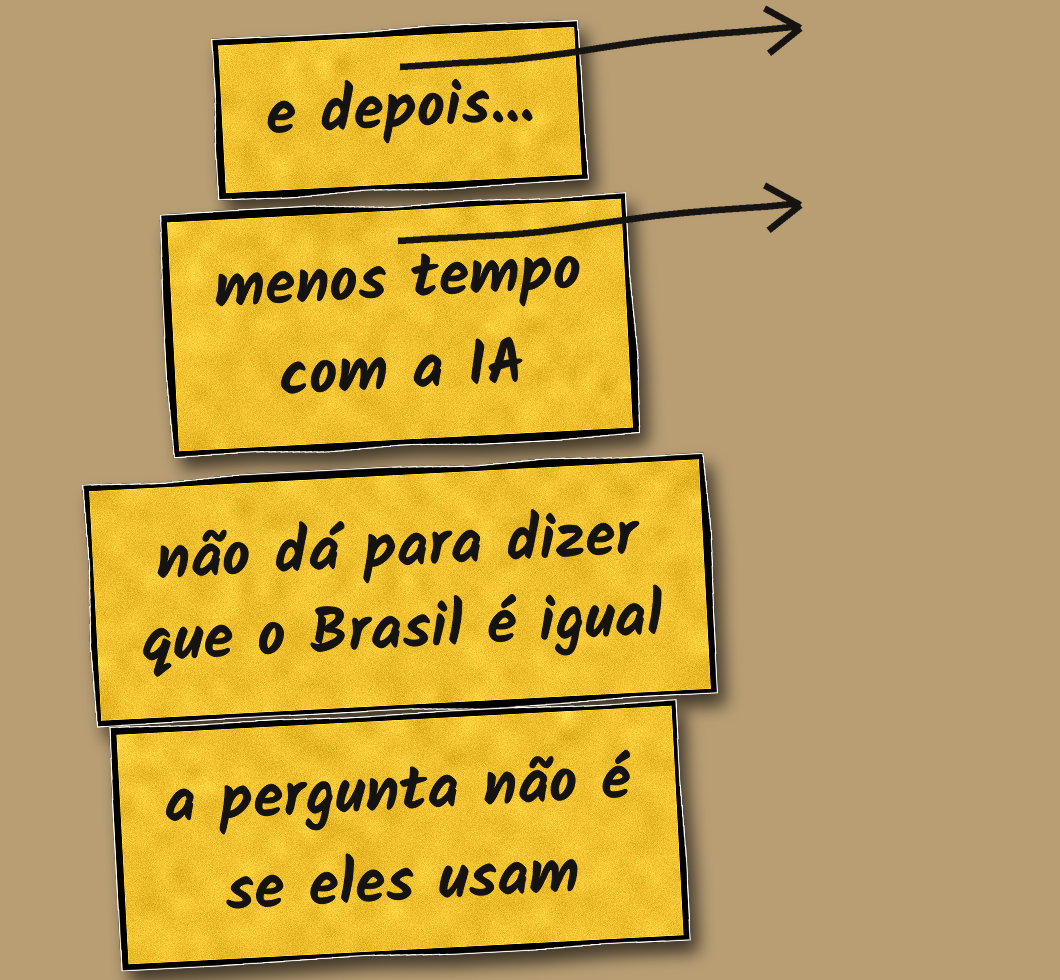 e depois...
menos tempo
com a IA
não dá para dizer
que o Brasil é igual
a pergunta não é
se eles usam